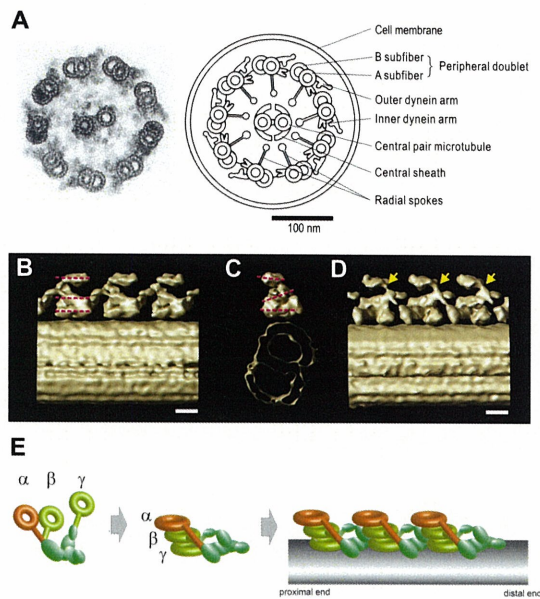 A
Cell membrane
B subfiber
A subfiber
Peripheral doublet
Outer dynein arm
Inner dynein arm
Central pair microtubule
Central sheath
Radial spokes
100 nm
B
C
D
E
α
β
γ
α
β
γ
proximal end
distal end